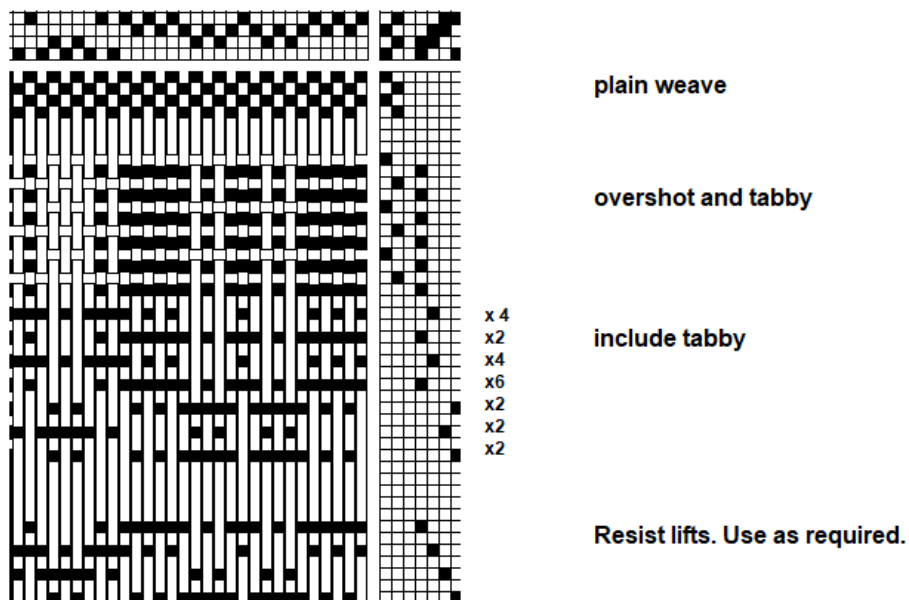 plain weave
overshot and tabby
x 4
x2
include tabby
x4
x6
x2
x2
x2
Resist lifts. Use as required.